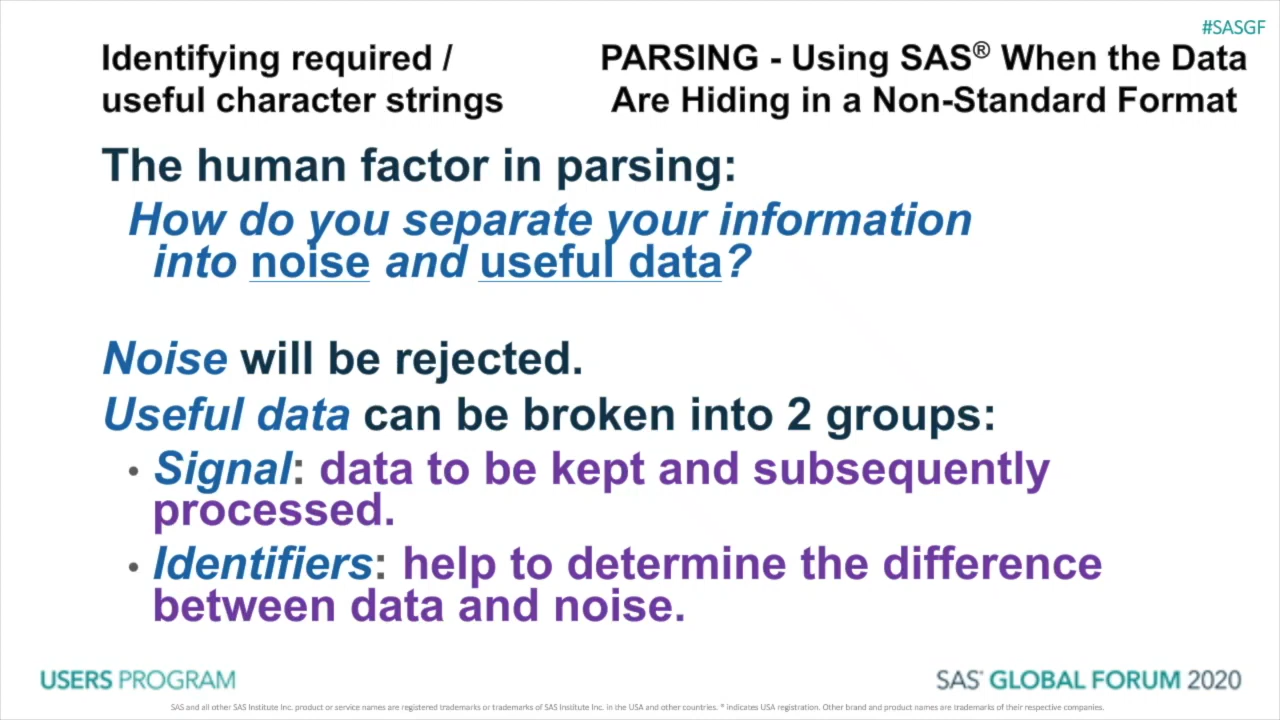 #SASGF
Identifying required /
useful character strings
PARSING - Using SAS® When the Data
Are Hiding in a Non-Standard Format
The human factor in parsing:
How do you separate your information
into noise and useful data?
Noise will be rejected.
Useful data can be broken into 2 groups:
• Signal: data to be kept and subsequently
processed.
• Identifiers: help to determine the difference
between data and noise.
USERS PROGRAM
SAS® GLOBAL FORUM 2020
SAS and all other SAS Institute Inc. product or service names are registered trademarks or trademarks of SAS Institute Inc. in the USA and other countries. ® indicates USA registration. Other brand and product names are trademarks of their respective companies.